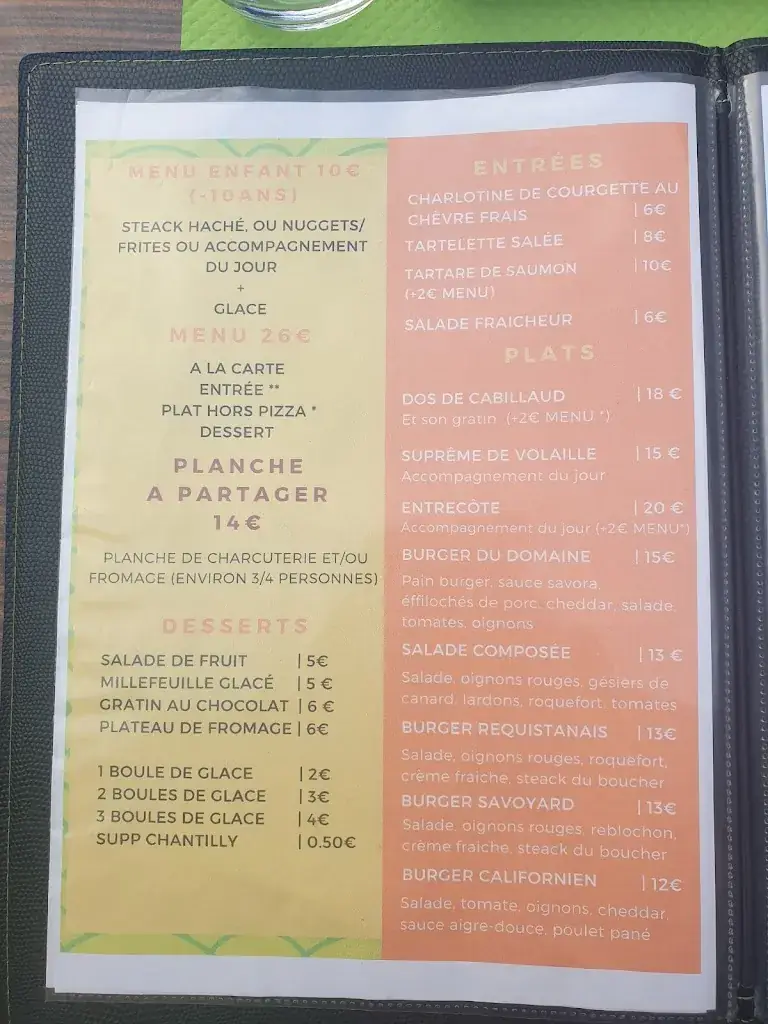 MENU ENFANT 10€
(-10ANS)
STEACK HACHÉ, OU NUGGETS/
FRITES OU ACCOMPAGNEMENT
DU JOUR
+
GLACE
MENU 26€
A LA CARTE
ENTRÉE **
PLAT HORS PIZZA *
DESSERT
PLANCHE
A PARTAGER
14€
PLANCHE DE CHARCUTERIE ET/OU
FROMAGE (ENVIRON 3/4 PERSONNES)
DESSERTS
SALADE DE FRUIT | 5€
MILLEFEUILLE GLACÉ | 5 €
GRATIN AU CHOCOLAT | 6 €
PLATEAU DE FROMAGE | 6€
1 BOULE DE GLACE | 2€
2 BOULES DE GLACE | 3€
3 BOULES DE GLACE | 4€
SUPP CHANTILLY | 0.50€
ENTRÉES
CHARLOTINE DE COURGETTE AU
CHÈVRE FRAIS | 6€
TARTELETTE SALÉE | 8€
TARTARE DE SAUMON | 10€
(+2€ MENU)
SALADE FRAICHEUR | 6€
PLATS
DOS DE CABILLAUD | 18 €
Et son gratin (+2€ MENU *)
SUPRÊME DE VOLAILLE | 15 €
Accompagnement du jour
ENTRECÔTE | 20 €
Accompagnement du jour (+2€ MENU*)
BURGER DU DOMAINE | 15€
Pain burger, sauce savora,
éffilochés de porc, cheddar, salade,
tomates, oignons
SALADE COMPOSÉE | 13 €
Salade, oignons rouges, gésiers de
canard, lardons, roquefort, tomates
BURGER REQUISTANAIS | 13€
Salade, oignons rouges, roquefort,
crème fraiche, steack du boucher
BURGER SAVOYARD | 13€
Salade, oignons rouges, reblochon,
crème fraiche, steack du boucher
BURGER CALIFORNIEN | 12€
Salade, tomate, oignons, cheddar,
sauce aigre-douce, poulet pané